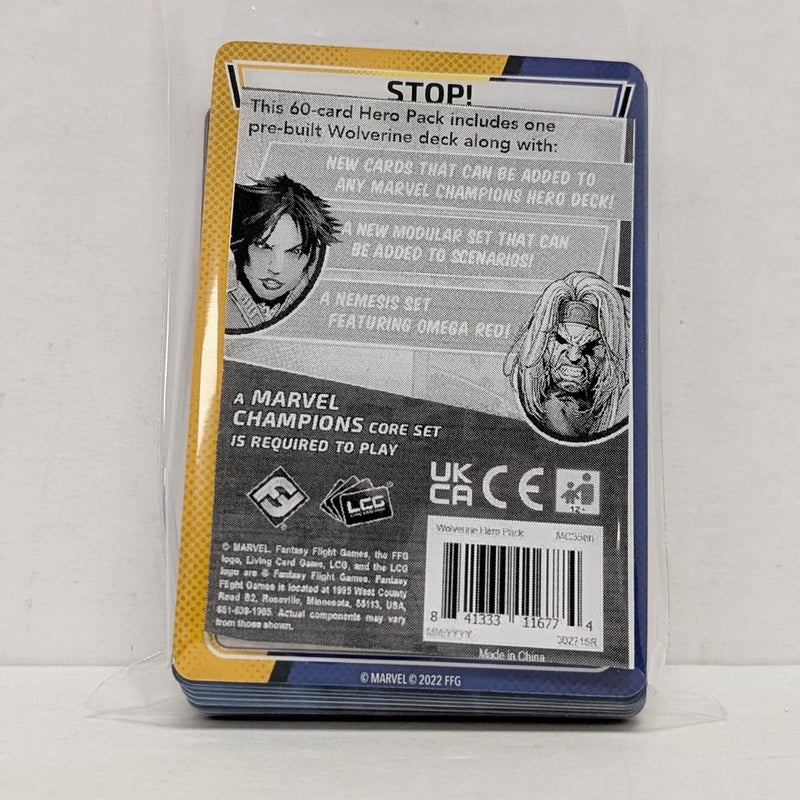 STOP!
This 60-card Hero Pack includes one
pre-built Wolverine deck along with:
NEW CARDS THAT CAN BE ADDED TO
ANY MARVEL CHAMPIONS HERO DECK!
A NEW MODULAR SET THAT CAN
BE ADDED TO SCENARIOS!
A NEMESIS SET
FEATURING OMEGA RED!
A MARVEL
CHAMPIONS CORE SET
IS REQUIRED TO PLAY
LCG
UK
CA CE
12+
© MARVEL. Fantasy Flight Games, the FFG
logo, Living Card Game, LCG, and the LCG
logo are ® Fantasy Flight Games. Fantasy
Flight Games is located at 1995 West County
Road B2, Roseville, Minnesota, 55113, USA,
651-639-1905. Actual components may vary
from those shown.
Wolverine Hero Pack MC35en
8 41333 11677 4
MM/YYYY
Made in China
© MARVEL © 2022 FFG